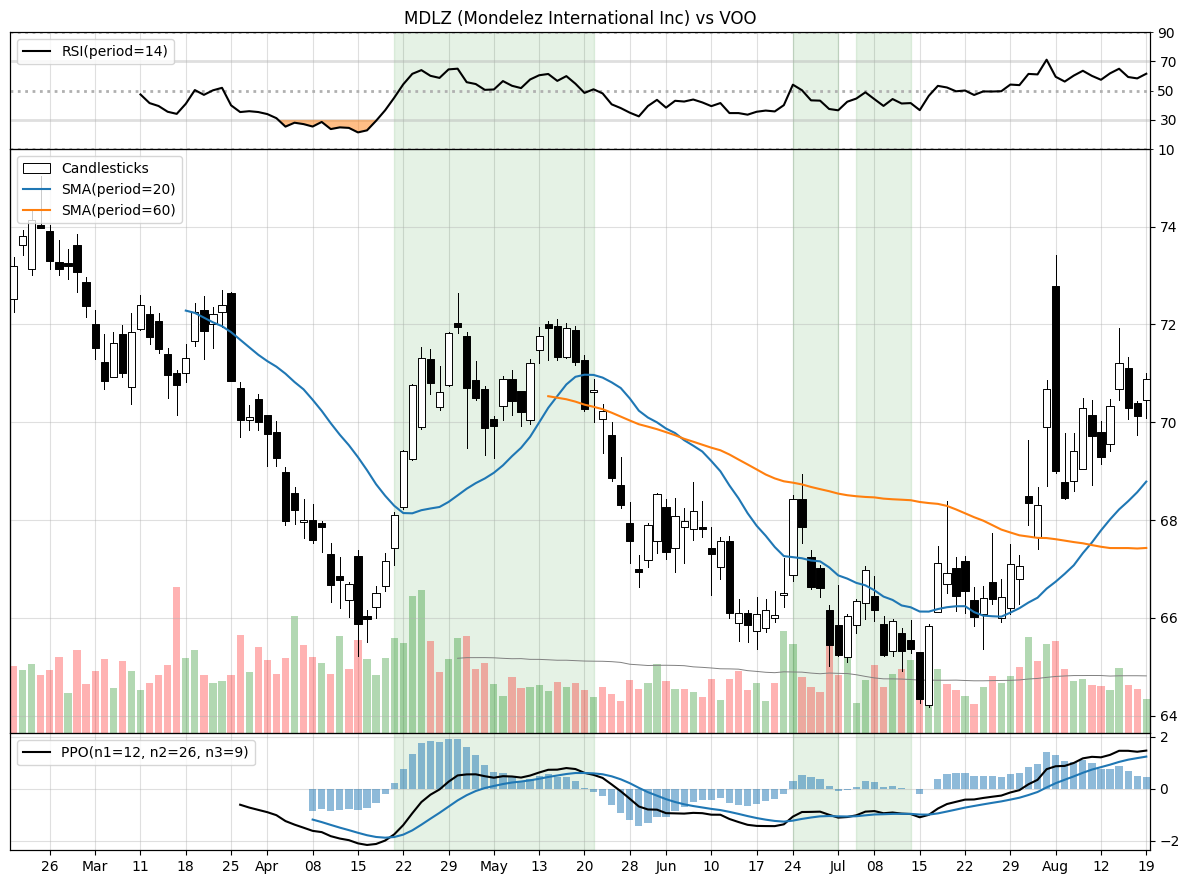 MDLZ (Mondelez International Inc) vs VOO
RSI(period=14)
90
70
50
30
10
Candlesticks
SMA(period=20)
SMA(period=60)
74
72
70
68
66
64
PPO(n1=12, n2=26, n3=9)
2
0
−2
26 Mar 11 18 25 Apr 08 15 22 29 May 13 20 28 Jun 10 17 24 Jul 08 15 22 29 Aug 12 19